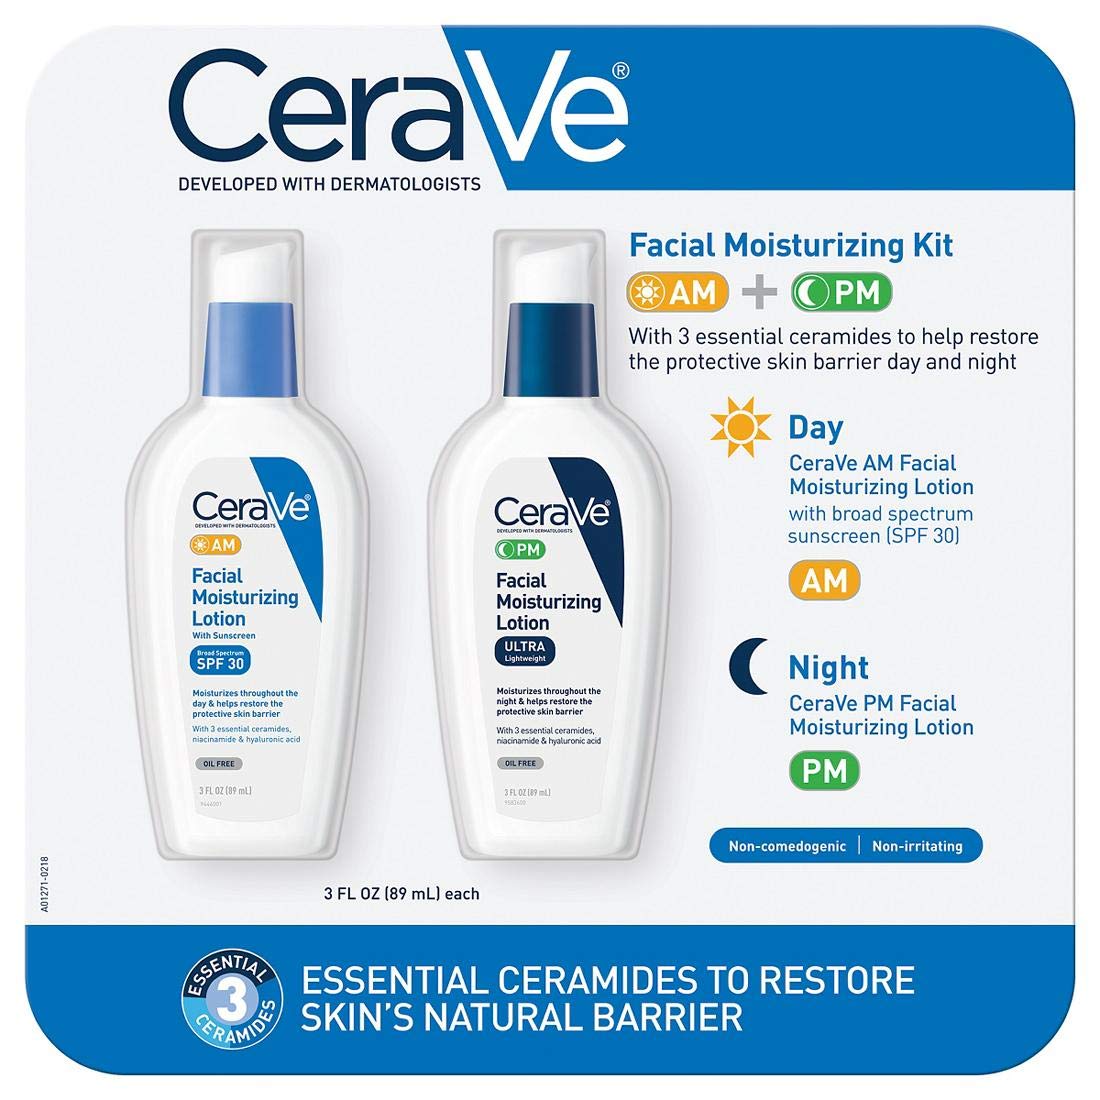 CeraVe®
DEVELOPED WITH DERMATOLOGISTS
Facial Moisturizing Kit
AM + PM
With 3 essential ceramides to help restore
the protective skin barrier day and night
Day
CeraVe AM Facial
Moisturizing Lotion
with broad spectrum
sunscreen (SPF 30)
AM
Night
CeraVe PM Facial
Moisturizing Lotion
PM
Non-comedogenic | Non-irritating
CeraVe®
DEVELOPED WITH DERMATOLOGISTS
AM
Facial
Moisturizing
Lotion
With Sunscreen
Broad Spectrum
SPF 30
Moisturizes throughout the
day & helps restore the
protective skin barrier
With 3 essential ceramides,
niacinamide & hyaluronic acid
OIL FREE
3 FL OZ (89 mL)
9446001
CeraVe®
DEVELOPED WITH DERMATOLOGISTS
PM
Facial
Moisturizing
Lotion
ULTRA
Lightweight
Moisturizes throughout the
night & helps restore the
protective skin barrier
With 3 essential ceramides,
niacinamide & hyaluronic acid
OIL FREE
3 FL OZ (89 mL)
9583600
3 FL OZ (89 mL) each
A01271-0218
ESSENTIAL
3
CERAMIDES
ESSENTIAL CERAMIDES TO RESTORE
SKIN'S NATURAL BARRIER